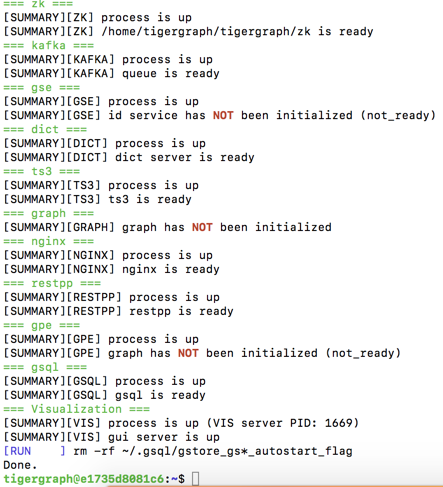 === zk ===
[SUMMARY][ZK] process is up
[SUMMARY][ZK] /home/tigergraph/tigergraph/zk is ready
=== kafka ===
[SUMMARY][KAFKA] process is up
[SUMMARY][KAFKA] queue is ready
=== gse ===
[SUMMARY][GSE] process is up
[SUMMARY][GSE] id service has NOT been initialized (not_ready)
=== dict ===
[SUMMARY][DICT] process is up
[SUMMARY][DICT] dict server is ready
=== ts3 ===
[SUMMARY][TS3] process is up
[SUMMARY][TS3] ts3 is ready
=== graph ===
[SUMMARY][GRAPH] graph has NOT been initialized
=== nginx ===
[SUMMARY][NGINX] process is up
[SUMMARY][NGINX] nginx is ready
=== restpp ===
[SUMMARY][RESTPP] process is up
[SUMMARY][RESTPP] restpp is ready
=== gpe ===
[SUMMARY][GPE] process is up
[SUMMARY][GPE] graph has NOT been initialized (not_ready)
=== gsql ===
[SUMMARY][GSQL] process is up
[SUMMARY][GSQL] gsql is ready
=== Visualization ===
[SUMMARY][VIS] process is up (VIS server PID: 1669)
[SUMMARY][VIS] gui server is up
[RUN    ] rm -rf ~/.gsql/gstore_gs*_autostart_flag
Done.
tigergraph@e1735d8081c6:~$